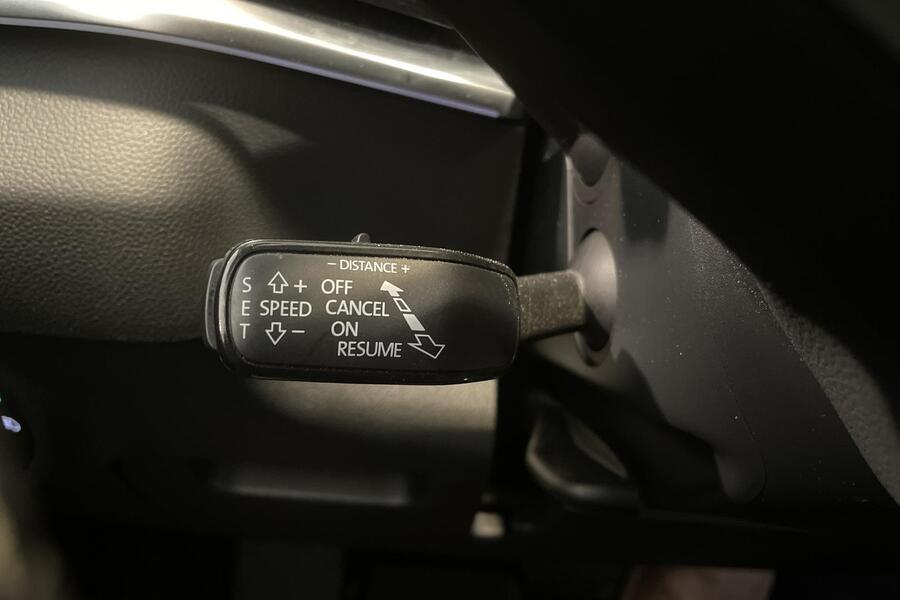 − DISTANCE +
S + OFF
E SPEED CANCEL
T − ON
RESUME